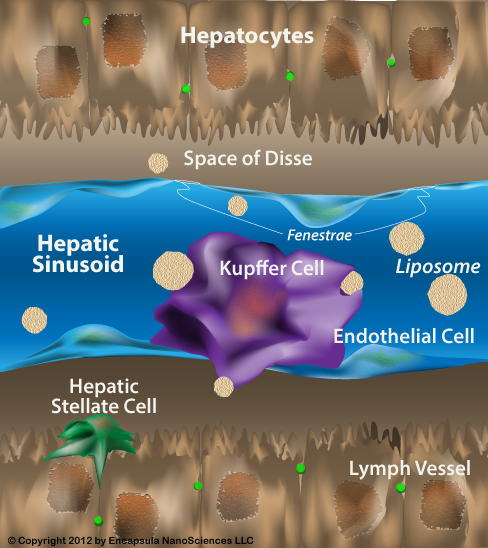 Hepatocytes
Space of Disse
Fenestrae
Hepatic
Sinusoid
Kupffer Cell
Liposome
Endothelial Cell
Hepatic
Stellate Cell
Lymph Vessel
© Copyright 2012 by Encapsula NanoSciences LLC